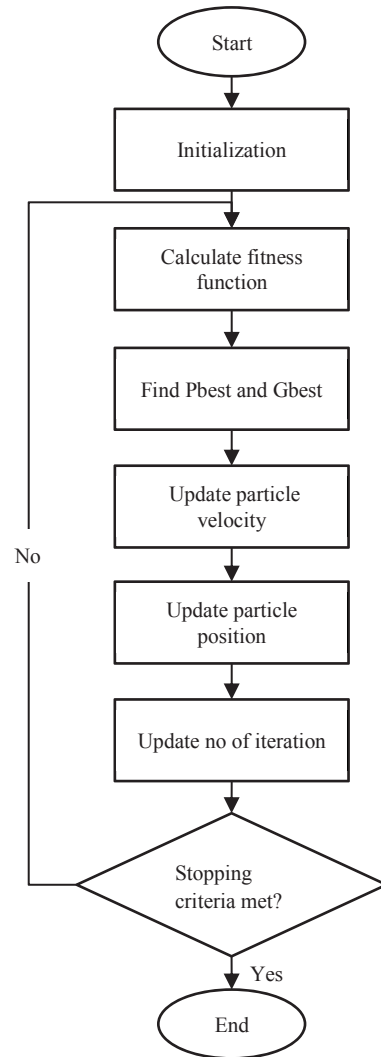 Start
Initialization
Calculate fitness
function
Find Pbest and Gbest
Update particle
velocity
No
Update particle
position
Update no of iteration
Stopping
criteria met?
Yes
End